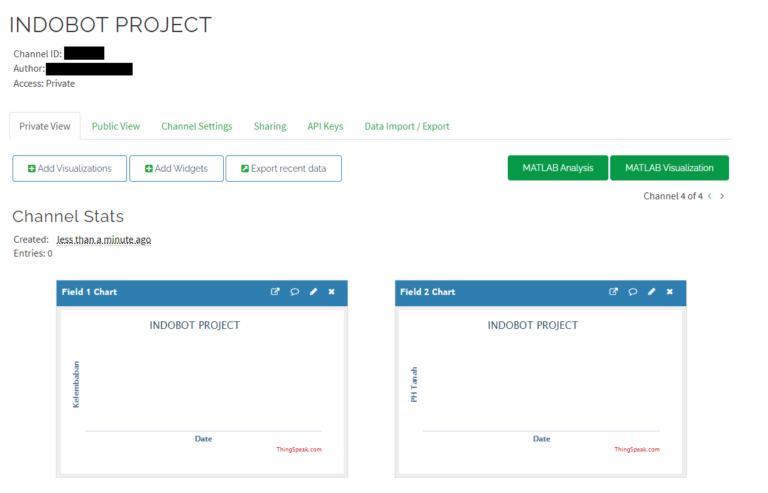 INDOBOT PROJECT
Channel ID:
Author:
Access: Private
Private View Public View Channel Settings Sharing API Keys Data Import / Export
Add Visualizations Add Widgets Export recent data MATLAB Analysis MATLAB Visualization
Channel 4 of 4 < >
Channel Stats
Created: less than a minute ago
Entries: 0
Field 1 Chart
INDOBOT PROJECT
Kelembaban
Date
ThingSpeak.com
Field 2 Chart
INDOBOT PROJECT
PH Tanah
Date
ThingSpeak.com